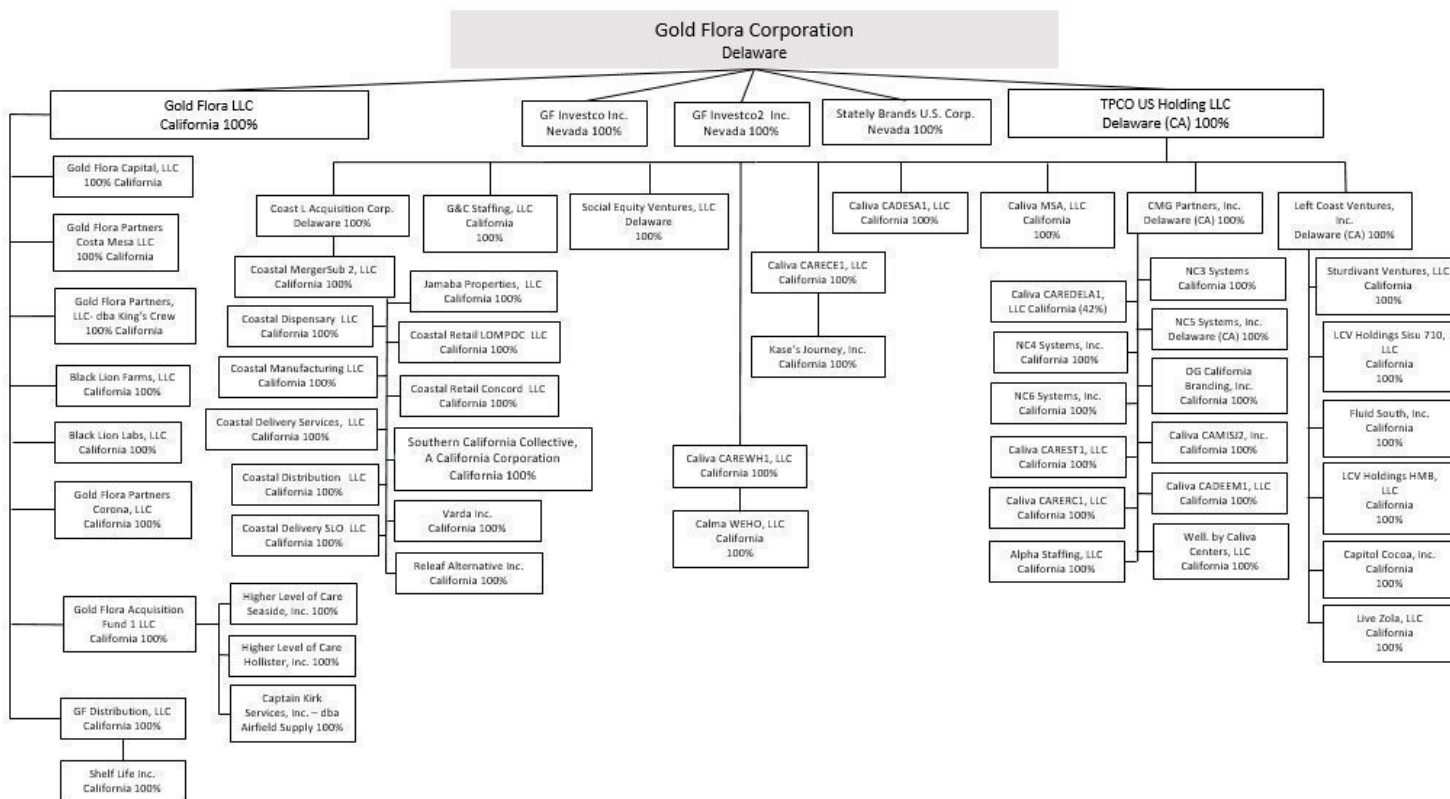 Gold Flora Corporation
Delaware
Gold Flora LLC
California 100%
GF Investco Inc.
Nevada 100%
GF Investco2 Inc.
Nevada 100%
Stately Brands U.S. Corp.
Nevada 100%
TPCO US Holding LLC
Delaware (CA) 100%
Gold Flora Capital, LLC
100% California
Gold Flora Partners
Costa Mesa LLC
100% California
Gold Flora Partners,
LLC- dba King's Crew
100% California
Black Lion Farms, LLC
California 100%
Black Lion Labs, LLC
California 100%
Gold Flora Partners
Corona, LLC
California 100%
Gold Flora Acquisition
Fund 1 LLC
California 100%
Higher Level of Care
Seaside, Inc. 100%
Higher Level of Care
Hollister, Inc. 100%
Captain Kirk
Services, Inc. – dba
Airfield Supply 100%
GF Distribution, LLC
California 100%
Shelf Life Inc.
California 100%
Coast L Acquisition Corp.
Delaware 100%
Coastal MergerSub 2, LLC
California 100%
Coastal Dispensary LLC
California 100%
Coastal Manufacturing LLC
California 100%
Coastal Delivery Services, LLC
California 100%
Coastal Distribution LLC
California 100%
Coastal Delivery SLO LLC
California 100%
Jamaba Properties, LLC
California 100%
Coastal Retail LOMPOC LLC
California 100%
Coastal Retail Concord LLC
California 100%
Southern California Collective,
A California Corporation
California 100%
Varda Inc.
California 100%
Releaf Alternative Inc.
California 100%
G&C Staffing, LLC
California
100%
Social Equity Ventures, LLC
Delaware
100%
Caliva CAREWH1, LLC
California 100%
Calma WEHO, LLC
California
100%
Caliva CARECE1, LLC
California 100%
Kase's Journey, Inc.
California 100%
Caliva CADESA1, LLC
California 100%
Caliva MSA, LLC
California
100%
CMG Partners, Inc.
Delaware (CA) 100%
Caliva CAREDELA1,
LLC California (42%)
NC4 Systems, Inc.
California 100%
NC6 Systems, Inc.
California 100%
Caliva CAREST1, LLC
California 100%
Caliva CARERC1, LLC
California 100%
Alpha Staffing, LLC
California 100%
NC3 Systems
California 100%
NC5 Systems, Inc.
Delaware (CA) 100%
OG California
Branding, Inc.
California 100%
Caliva CAMISJ2, Inc.
California 100%
Caliva CADEEM1, LLC
California 100%
Well. by Caliva
Centers, LLC
California 100%
Left Coast Ventures,
Inc.
Delaware (CA) 100%
Sturdivant Ventures, LLC
California
100%
LCV Holdings Sisu 710,
LLC
California
100%
Fluid South, Inc.
California
100%
LCV Holdings HMB,
LLC
California
100%
Capitol Cocoa, Inc.
California
100%
Live Zola, LLC
California
100%